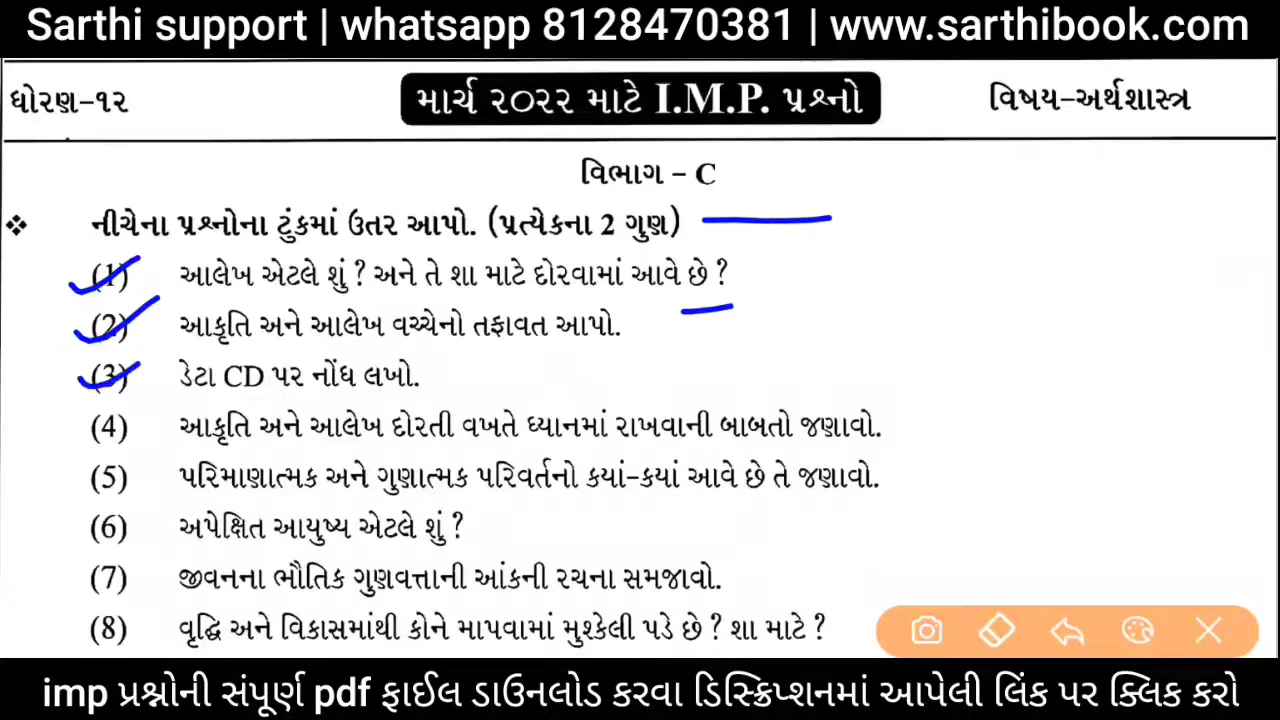 Sarthi support | whatsapp 8128470381 | www.sarthibook.com
ધોરણ-૧૨ માર્ચ ૨૦૨૨ માટે I.M.P. પ્રશ્નો વિષય-અર્થશાસ્ત્ર
વિભાગ - C
❖ નીચેના પ્રશ્નોના ટુંકમાં ઉતર આપો. (પ્રત્યેકના 2 ગુણ)
(1) આલેખ એટલે શું ? અને તે શા માટે દોરવામાં આવે છે ?
(2) આકૃતિ અને આલેખ વચ્ચેનો તફાવત આપો.
(3) ડેટા CD પર નોંધ લખો.
(4) આકૃતિ અને આલેખ દોરતી વખતે ધ્યાનમાં રાખવાની બાબતો જણાવો.
(5) પરિમાણાત્મક અને ગુણાત્મક પરિવર્તનો કયાં-કયાં આવે છે તે જણાવો.
(6) અપેક્ષિત આયુષ્ય એટલે શું ?
(7) જીવનના ભૌતિક ગુણવત્તાની આંકની રચના સમજાવો.
(8) વૃદ્ધિ અને વિકાસમાંથી કોને માપવામાં મુશ્કેલી પડે છે ? શા માટે ?
imp પ્રશ્નોની સંપૂર્ણ pdf ફાઈલ ડાઉનલોડ કરવા ડિસ્ક્રિપ્શનમાં આપેલી લિંક પર ક્લિક કરો